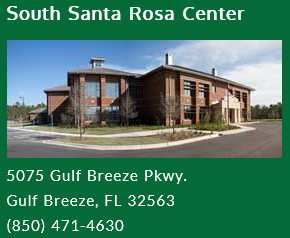 South Santa Rosa Center
5075 Gulf Breeze Pkwy.
Gulf Breeze, FL 32563
(850) 471-4630